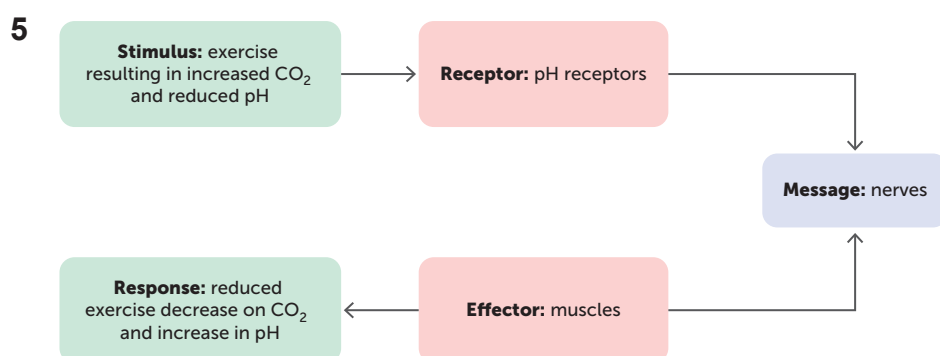 5
Stimulus: exercise
resulting in increased CO₂
and reduced pH
Receptor: pH receptors
Message: nerves
Response: reduced
exercise decrease on CO₂
and increase in pH
Effector: muscles